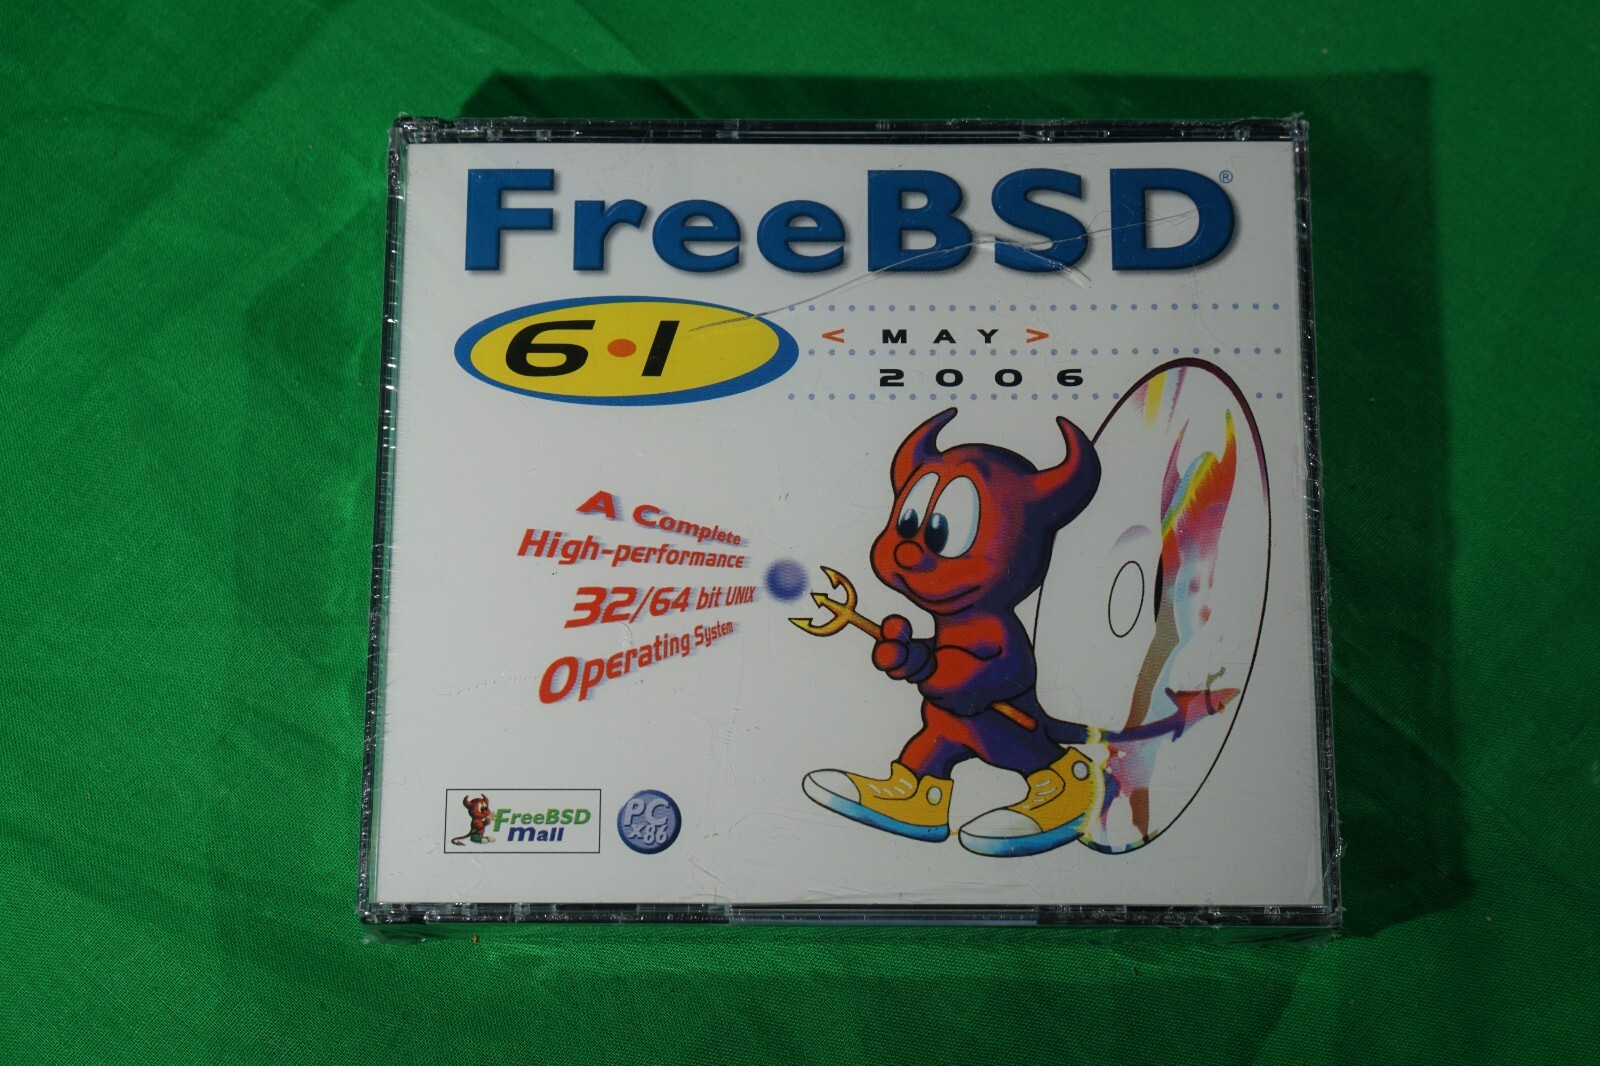 FreeBSD®
6.1
< MAY >
2006
A Complete
High-performance
32/64 bit UNIX
Operating System
FreeBSD
mall
PC
x86